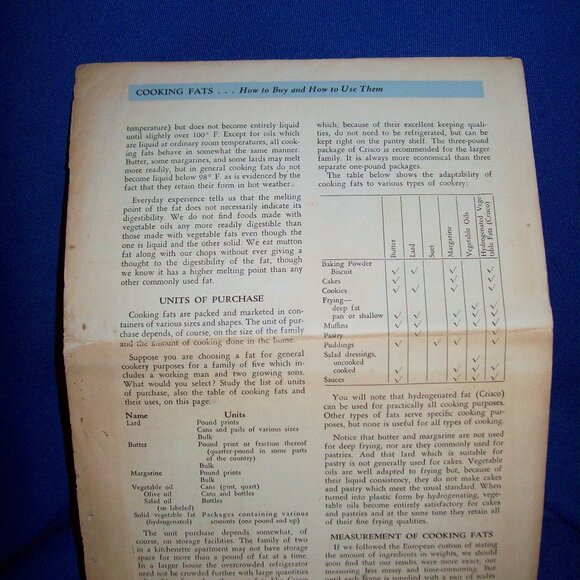 COOKING FATS . . . How to Buy and How to Use Them
temperature) but does not become entirely liquid
until slightly over 100° F. Except for oils which
are liquid at ordinary room temperatures, all cook-
ing fats behave in somewhat the same manner.
Butter, some margarines, and some lards may melt
more readily, but in general cooking fats do not
become liquid below 98° F. as is evidenced by the
fact that they retain their form in hot weather.
Everyday experience tells us that the melting
point of the fat does not necessarily indicate its
digestibility. We do not find foods made with
vegetable oils any more readily digestible than
those made with vegetable fats even though the
one is liquid and the other solid. We eat mutton
fat along with our chops without ever giving a
thought to the digestibility of the fat, though
we know it has a higher melting point than any
other commonly used fat.
UNITS OF PURCHASE
Cooking fats are packed and marketed in con-
tainers of various sizes and shapes. The unit of pur-
chase depends, of course, on the size of the family
and the amount of cooking done in the home.
Suppose you are choosing a fat for general
cookery purposes for a family of five which in-
cludes a working man and two growing sons.
What would you select? Study the list of units
of purchase, also the table of cooking fats and
their uses, on this page.
Name Units
Lard Pound prints
Cans and pails of various sizes
Bulk
Butter Pound print or fraction thereof
(quarter-pound in some parts
of the country)
Bulk
Margarine Pound prints
Bulk
Vegetable oil Cans (pint, quart)
Olive oil Cans and bottles
Salad oil Bottles
(so labeled)
Solid vegetable fat Packages containing various
(hydrogenated) amounts (one pound and up)
The unit purchase depends somewhat, of
course, on storage facilities. The family of two
in a kitchenette apartment may not have storage
space for more than a pound of fat at a time.
In a larger house the overcrowded refrigerator
need not be crowded further with large quantities
which, because of their excellent keeping quali-
ties, do not need to be refrigerated, but can be
kept right on the pastry shelf. The three-pound
package of Crisco is recommended for the larger
family. It is always more economical than three
separate one-pound packages.
The table below shows the adaptability of
cooking fats to various types of cookery:
Butter
Lard
Suet
Margarine
Vegetable Oils
Hydrogenated Vege-
table Fats (Crisco)
Baking Powder
Biscuit ✓ ✓ ✓ ✓
Cakes ✓ ✓ ✓
Cookies ✓ ✓ ✓ ✓
Frying—
deep fat
pan or shallow
Muffins
Pastry
Puddings
Salad dressings,
uncooked
cooked
Sauces
You will note that hydrogenated fat (Crisco)
can be used for practically all cooking purposes.
Other types of fats serve specific cooking pur-
poses, but none is useful for all types of cooking.
Notice that butter and margarine are not used
for deep frying, nor are they commonly used for
pastries. And that lard which is suitable for
pastry is not generally used for cakes. Vegetable
oils are well adapted to frying but, because of
their liquid consistency, they do not make cakes
and pastry which meet the usual standard. When
turned into plastic form by hydrogenating, vege-
table oils become entirely satisfactory for cakes
and pastries and at the same time they retain all
of their fine frying qualities.
MEASUREMENT OF COOKING FATS
If we followed the European custom of stating
the amount of ingredients in weights, we should
soon find that our results were more exact, our
measuring less messy and time-consuming. But
until each home is supplied with a pair of scales